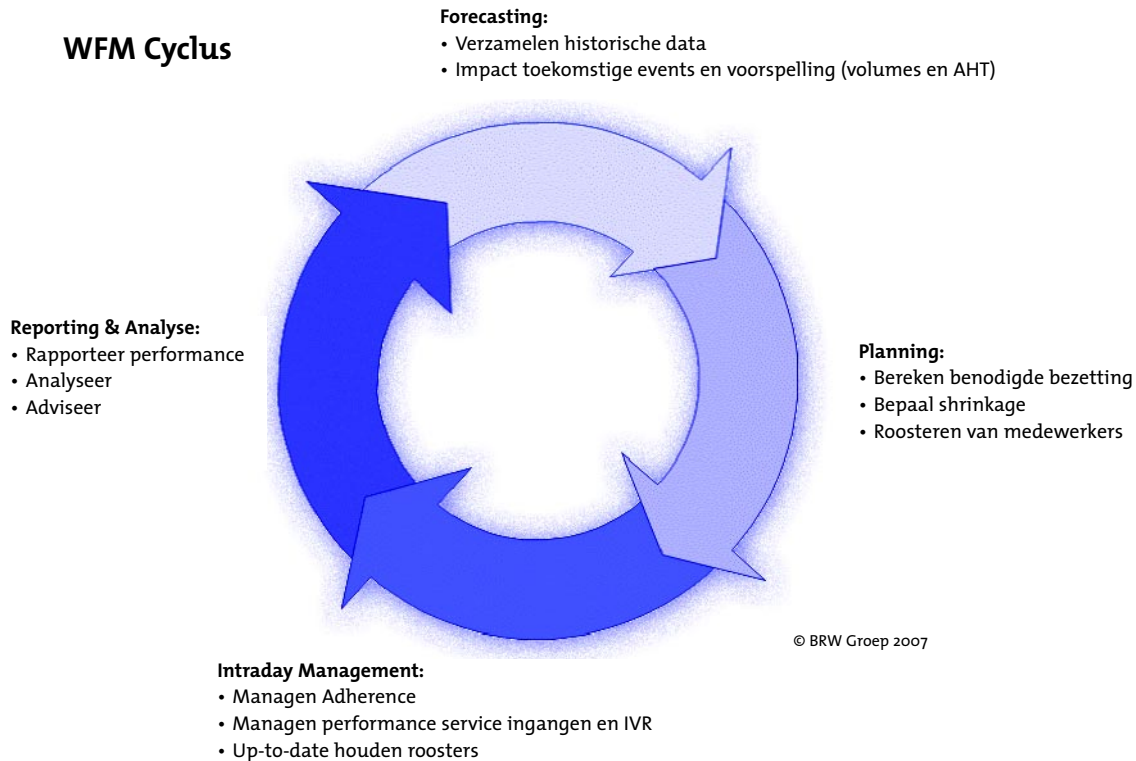 WFM Cyclus
Forecasting:
• Verzamelen historische data
• Impact toekomstige events en voorspelling (volumes en AHT)
Reporting & Analyse:
• Rapporteer performance
• Analyseer
• Adviseer
Planning:
• Bereken benodigde bezetting
• Bepaal shrinkage
• Roosteren van medewerkers
© BRW Groep 2007
Intraday Management:
• Managen Adherence
• Managen performance service ingangen en IVR
• Up-to-date houden roosters